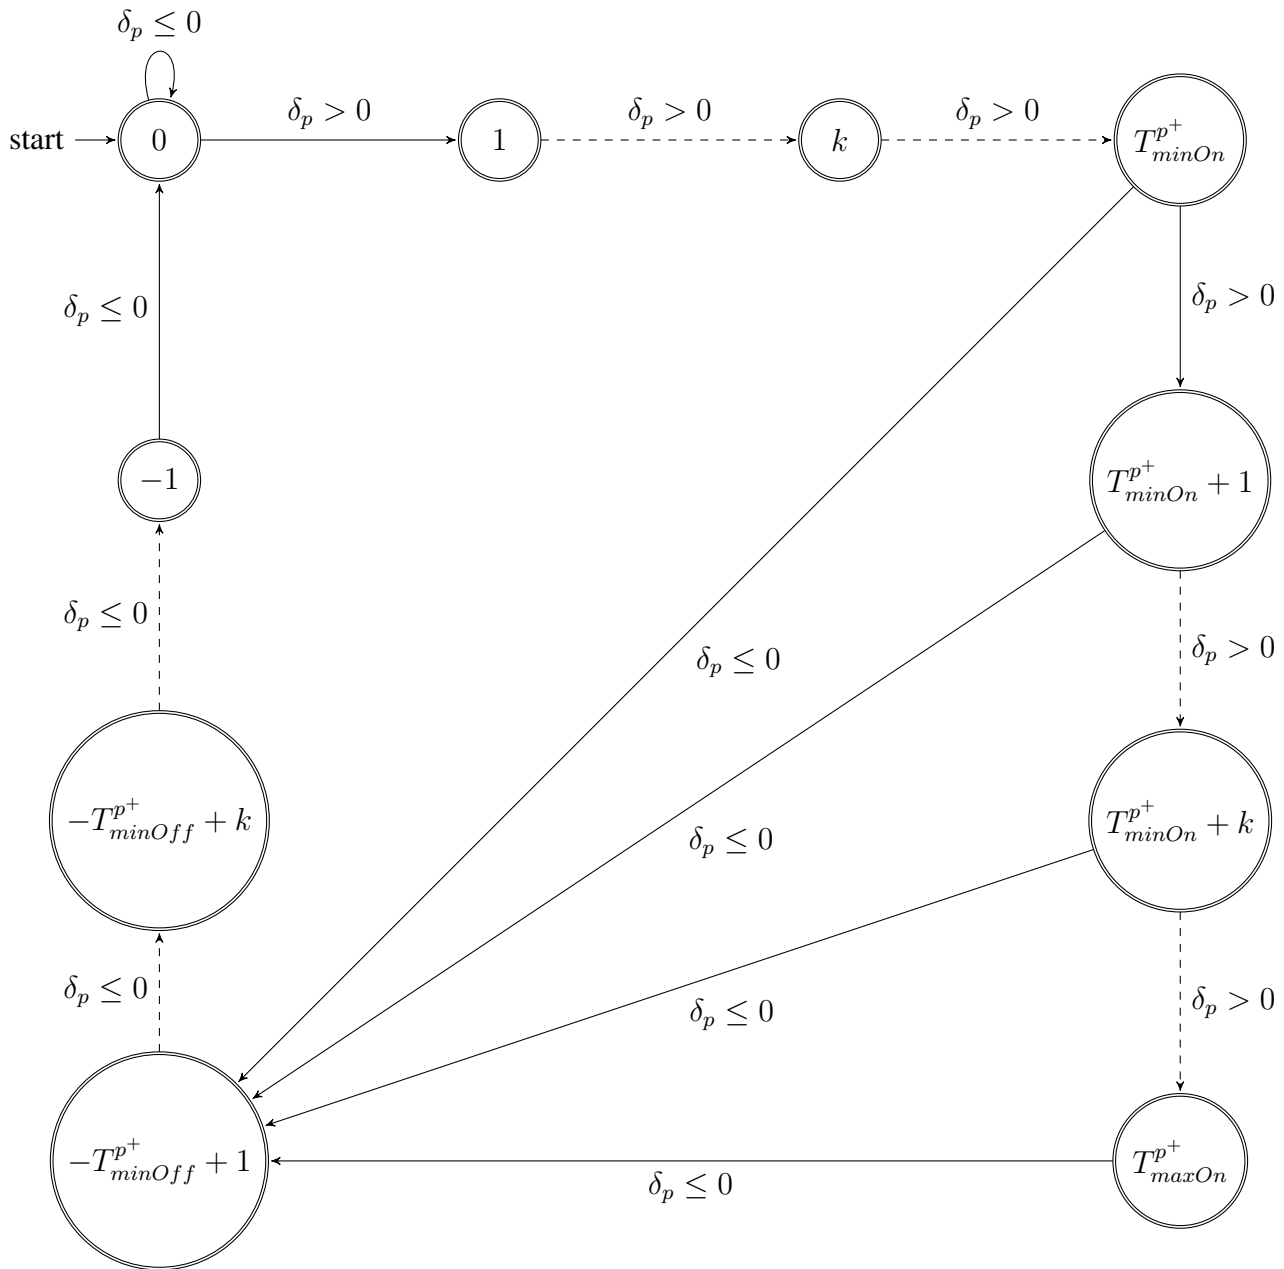 δ_p ≤ 0
δ_p > 0
δ_p > 0
δ_p > 0
start
0
1
k
T^{p^+}_{minOn}
δ_p ≤ 0
δ_p > 0
−1
T^{p^+}_{minOn} + 1
δ_p ≤ 0
δ_p ≤ 0
δ_p > 0
−T^{p^+}_{minOff} + k
δ_p ≤ 0
T^{p^+}_{minOn} + k
δ_p ≤ 0
δ_p ≤ 0
δ_p > 0
−T^{p^+}_{minOff} + 1
δ_p ≤ 0
T^{p^+}_{maxOn}